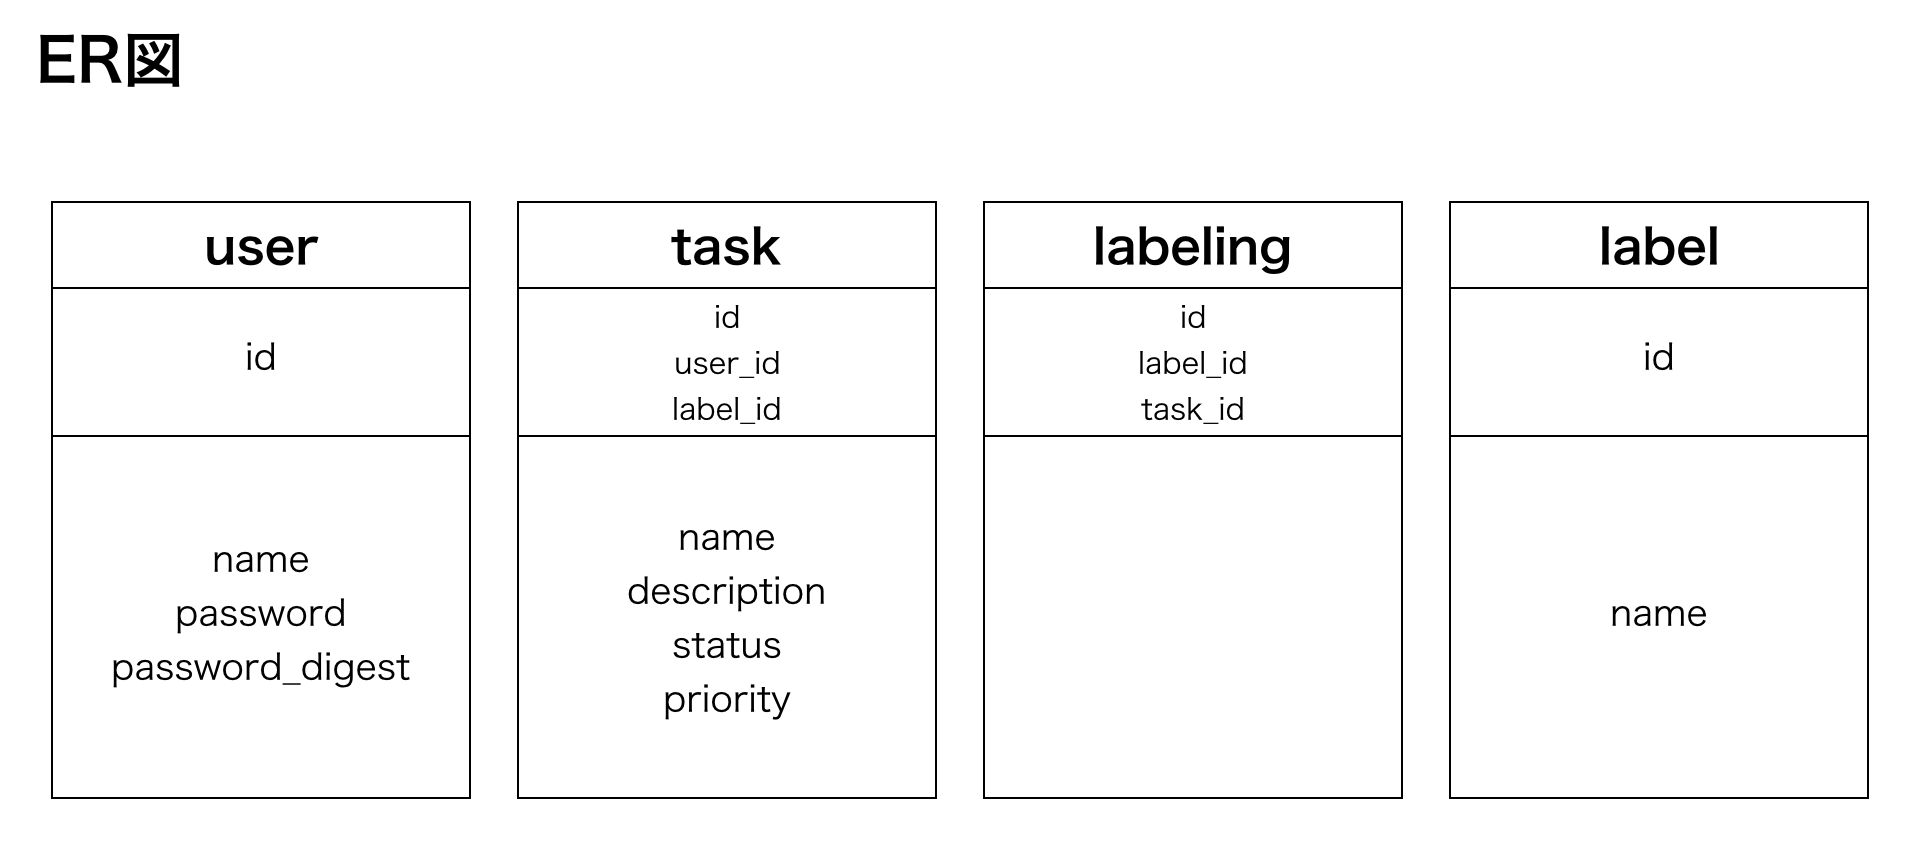 ER図
user
id
name
password
password_digest
task
id
user_id
label_id
name
description
status
priority
labeling
id
label_id
task_id
label
id
name